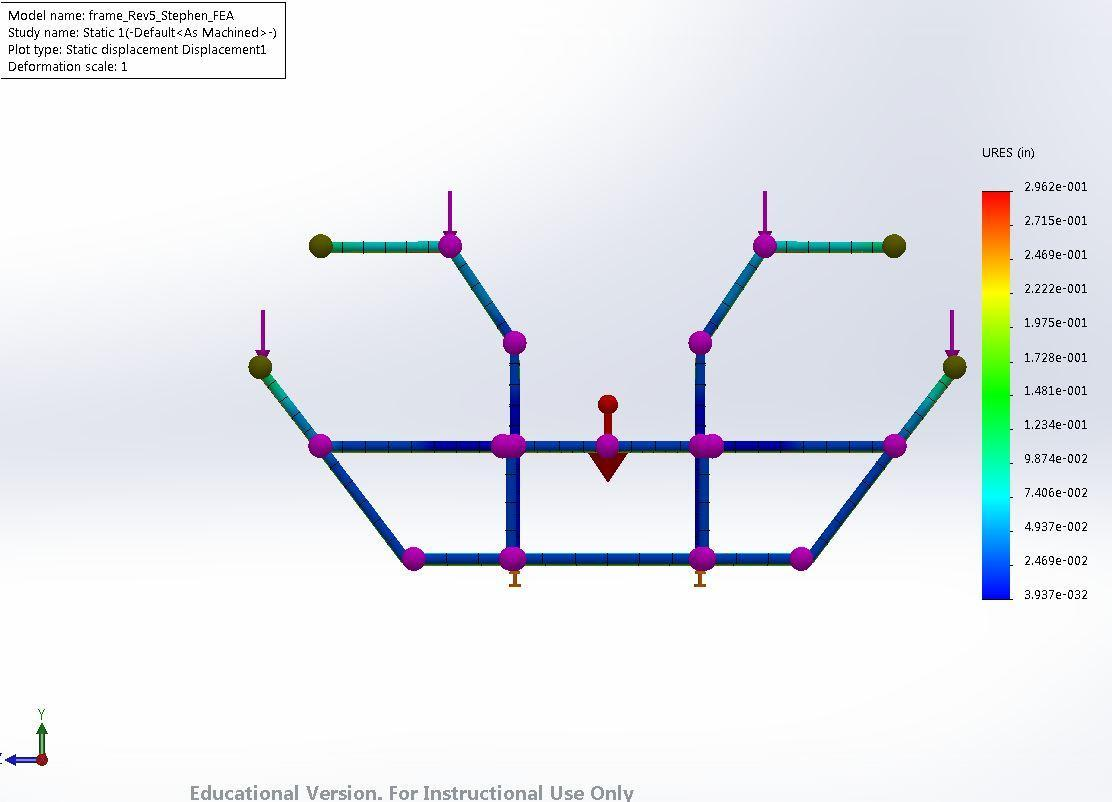 Model name: frame_Rev5_Stephen_FEA
Study name: Static 1(-Default<As Machined>-)
Plot type: Static displacement Displacement1
Deformation scale: 1
URES (in)
2.962e-001
2.715e-001
2.469e-001
2.222e-001
1.975e-001
1.728e-001
1.481e-001
1.234e-001
9.874e-002
7.406e-002
4.937e-002
2.469e-002
3.937e-032
Y
Educational Version. For Instructional Use Only